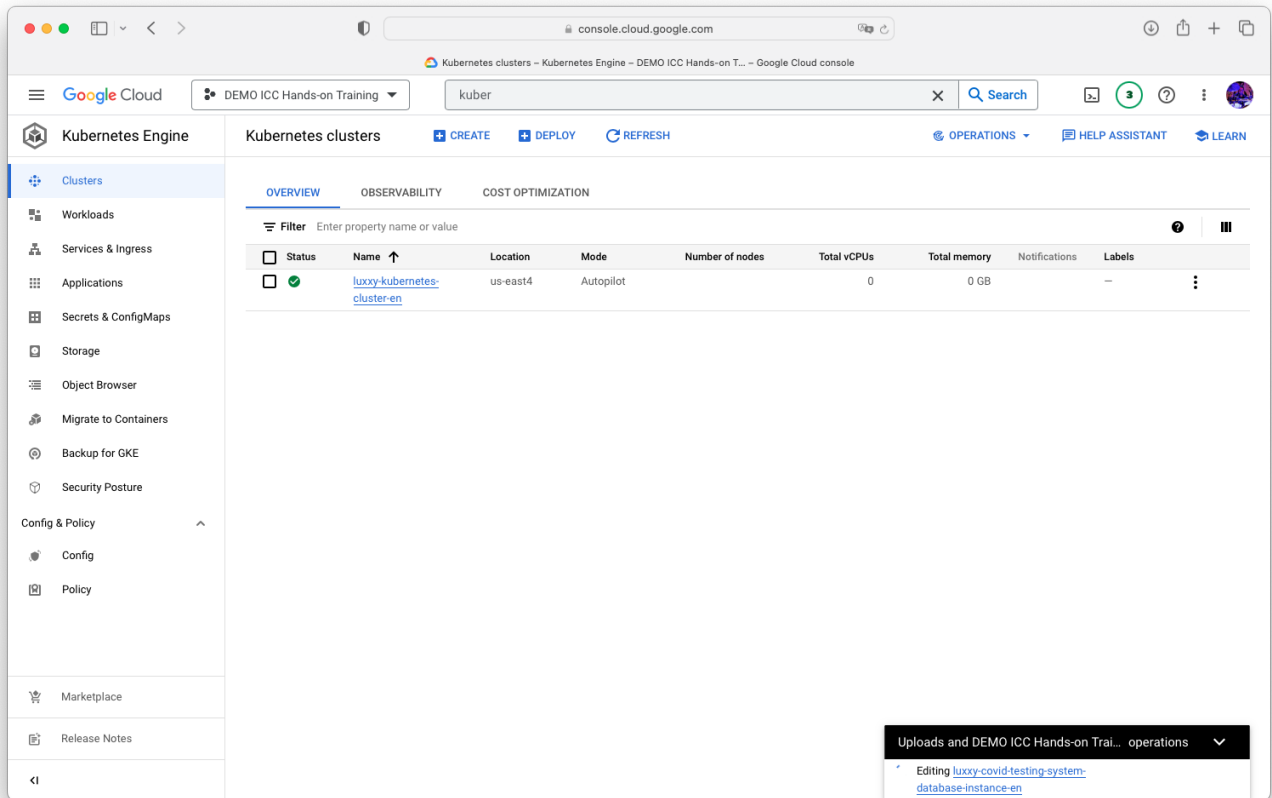 console.cloud.google.com
Kubernetes clusters – Kubernetes Engine – DEMO ICC Hands-on T... – Google Cloud console
Google Cloud DEMO ICC Hands-on Training kuber Search 3
Kubernetes Engine
Kubernetes clusters CREATE DEPLOY REFRESH OPERATIONS HELP ASSISTANT LEARN
Clusters
Workloads
Services & Ingress
Applications
Secrets & ConfigMaps
Storage
Object Browser
Migrate to Containers
Backup for GKE
Security Posture
Config & Policy
Config
Policy
Marketplace
Release Notes
OVERVIEW OBSERVABILITY COST OPTIMIZATION
Filter Enter property name or value
Status Name Location Mode Number of nodes Total vCPUs Total memory Notifications Labels
luxxy-kubernetes- us-east4 Autopilot 0 0 GB —
cluster-en
Uploads and DEMO ICC Hands-on Trai... operations
Editing luxxy-covid-testing-system-
database-instance-en